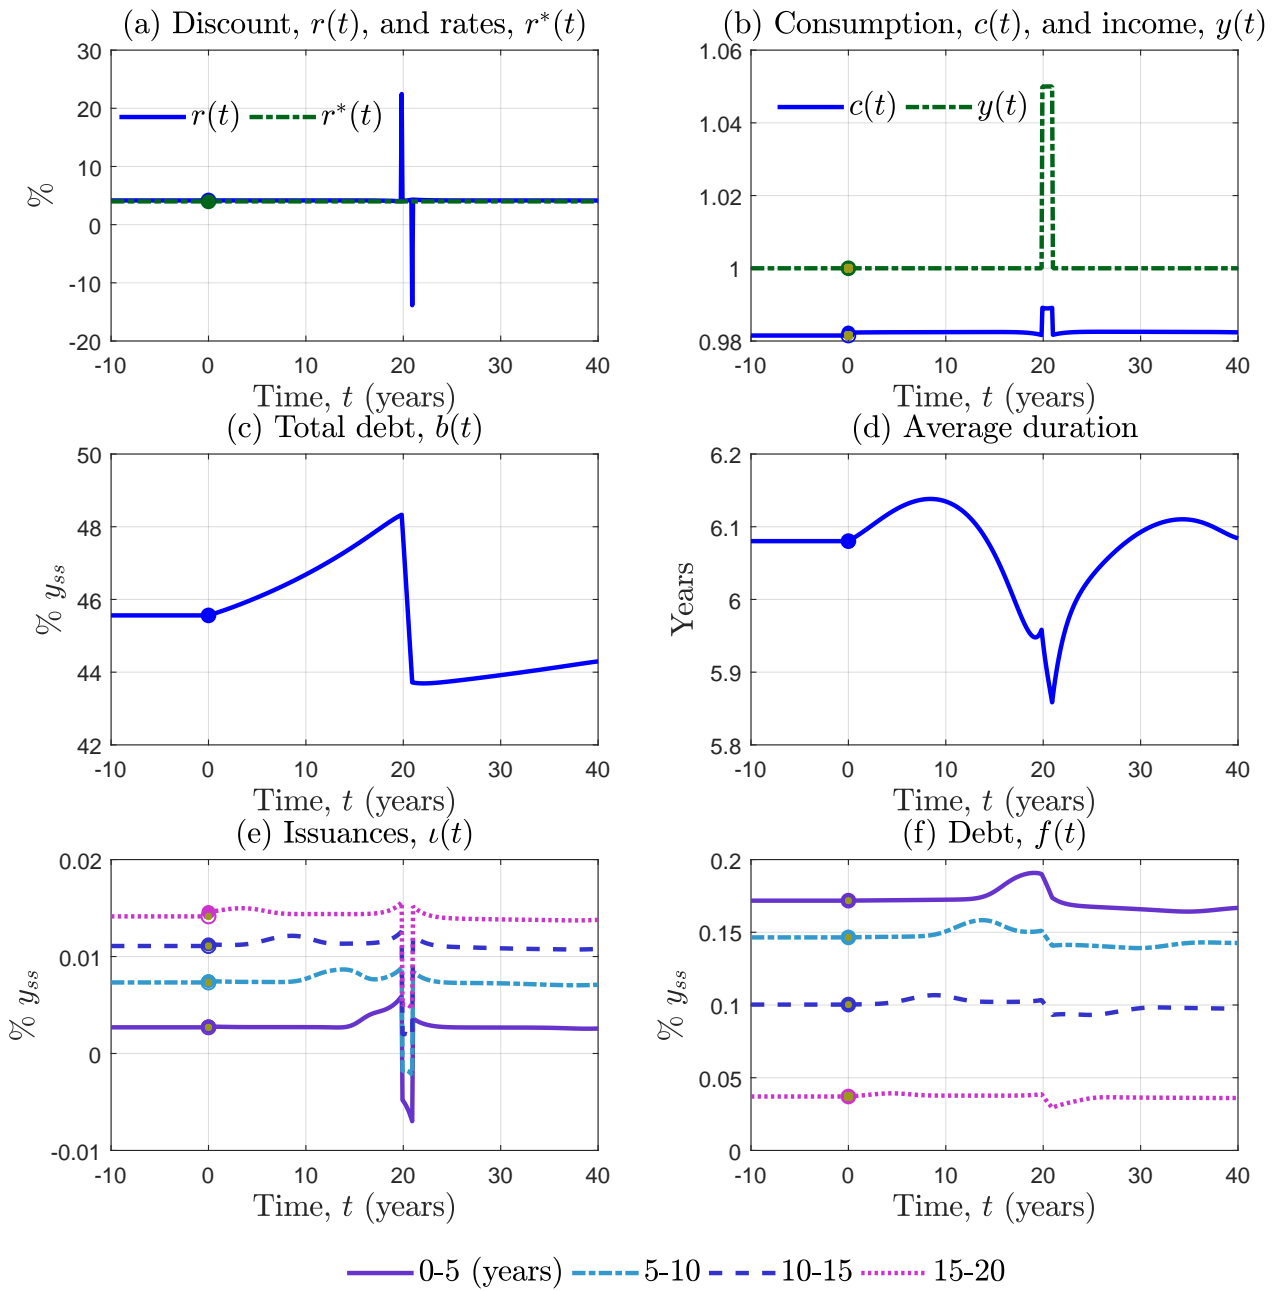 (a) Discount, r(t), and rates, r*(t)
30
20
10
0
-10
-20
%
r(t)
r*(t)
-10 0 10 20 30 40
Time, t (years)
(b) Consumption, c(t), and income, y(t)
1.06
1.04
1.02
1
0.98
c(t)
y(t)
-10 0 10 20 30 40
Time, t (years)
(c) Total debt, b(t)
50
48
46
44
42
% yss
-10 0 10 20 30 40
Time, t (years)
(d) Average duration
6.2
6.1
6
5.9
5.8
Years
-10 0 10 20 30 40
Time, t (years)
(e) Issuances, ι(t)
0.02
0.01
0
-0.01
% yss
-10 0 10 20 30 40
Time, t (years)
(f) Debt, f(t)
0.2
0.15
0.1
0.05
0
% yss
-10 0 10 20 30 40
Time, t (years)
0-5 (years) 5-10 10-15 15-20